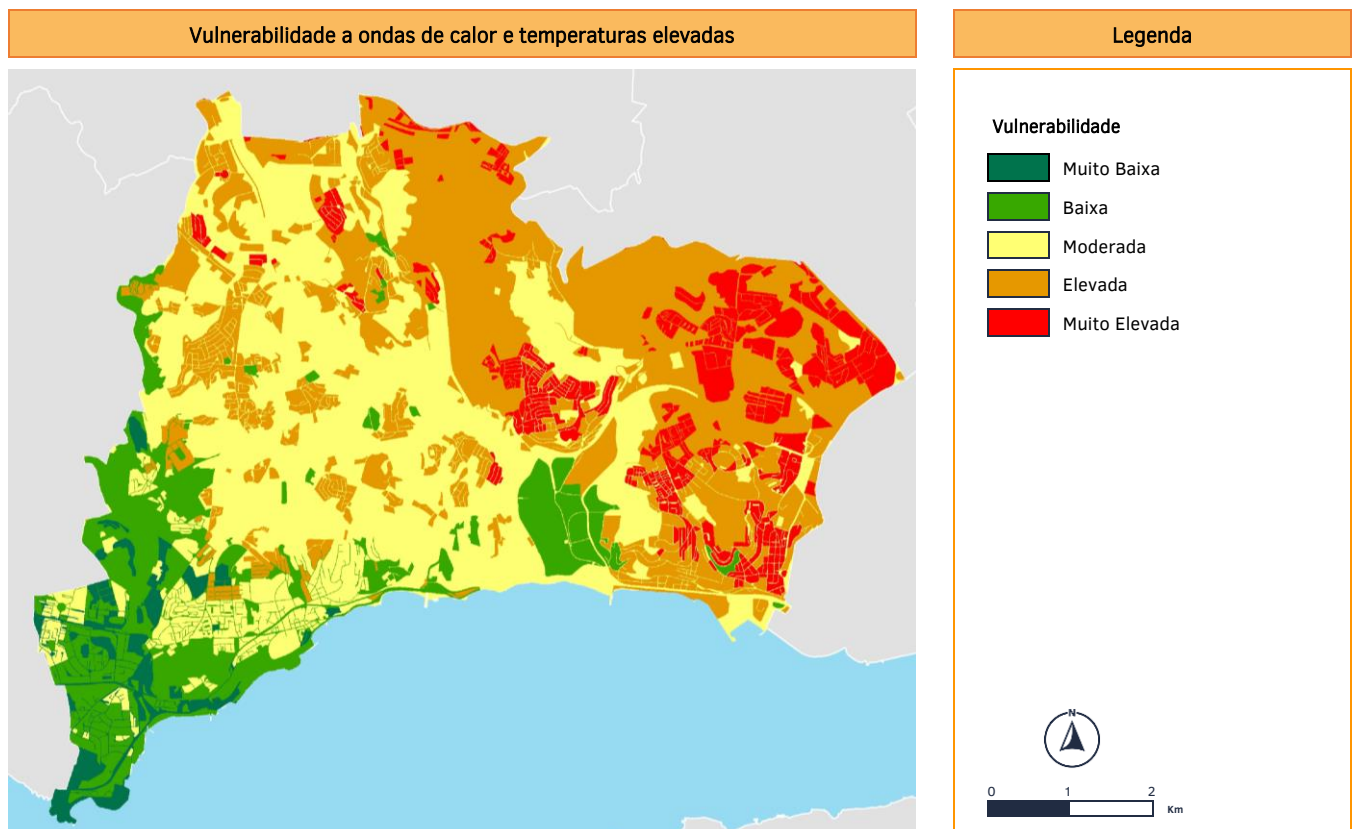 Vulnerabilidade a ondas de calor e temperaturas elevadas
Legenda
Vulnerabilidade
Muito Baixa
Baixa
Moderada
Elevada
Muito Elevada
N
0 1 2
Km